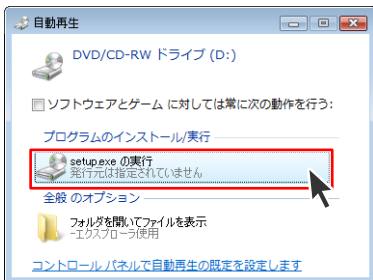 自動再生
DVD/CD-RW ドライブ (D:)
ソフトウェアとゲーム に対しては常に次の動作を行う:
プログラムのインストール/実行
setup.exe の実行
発行元は指定されていません
全般 のオプション
フォルダを開いてファイルを表示
-エクスプローラ使用
コントロール パネルで自動再生の既定を設定します